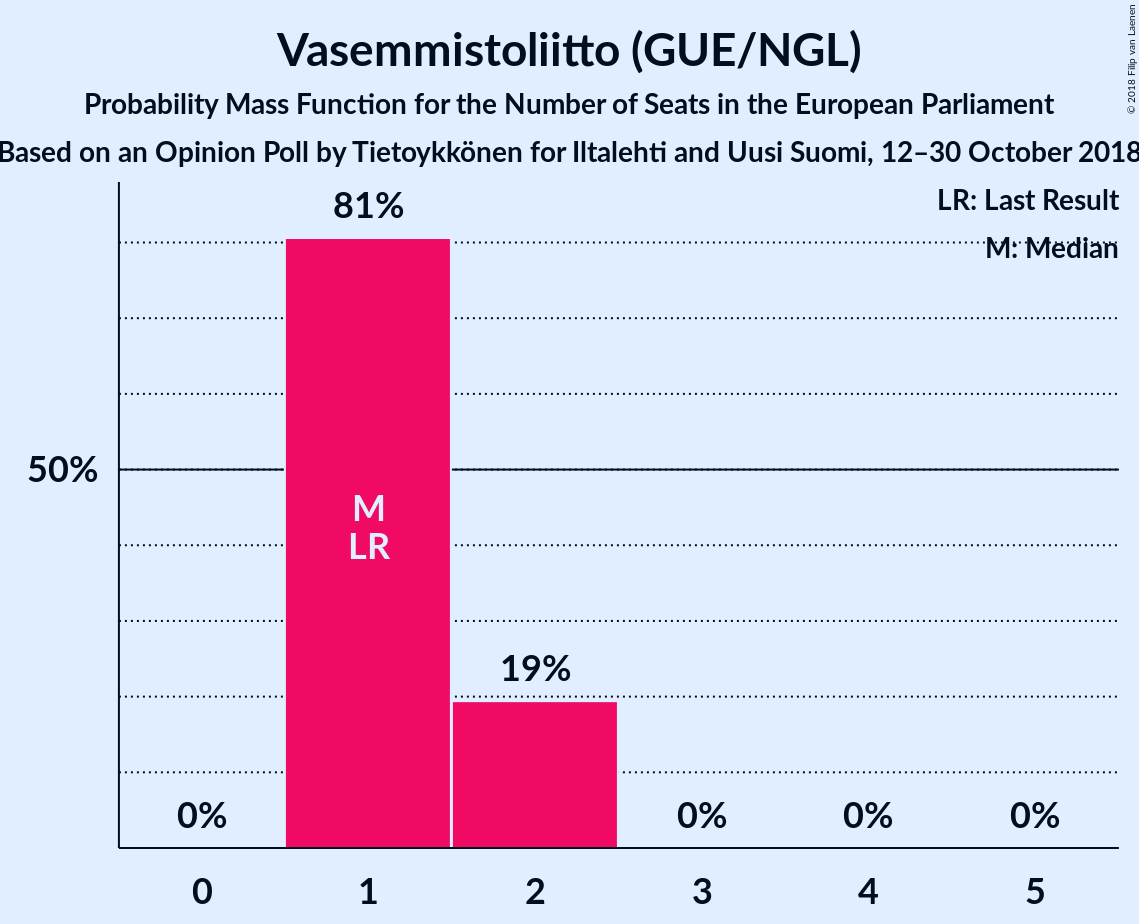 Vasemmistoliitto (GUE/NGL)
Probability Mass Function for the Number of Seats in the European Parliament
Based on an Opinion Poll by Tietoykkönen for Iltalehti and Uusi Suomi, 12–30 October 2018
© 2018 Filip van Laenen
LR: Last Result
M: Median
81%
50%
M
LR
19%
0%
0%
0%
0%
0
1
2
3
4
5